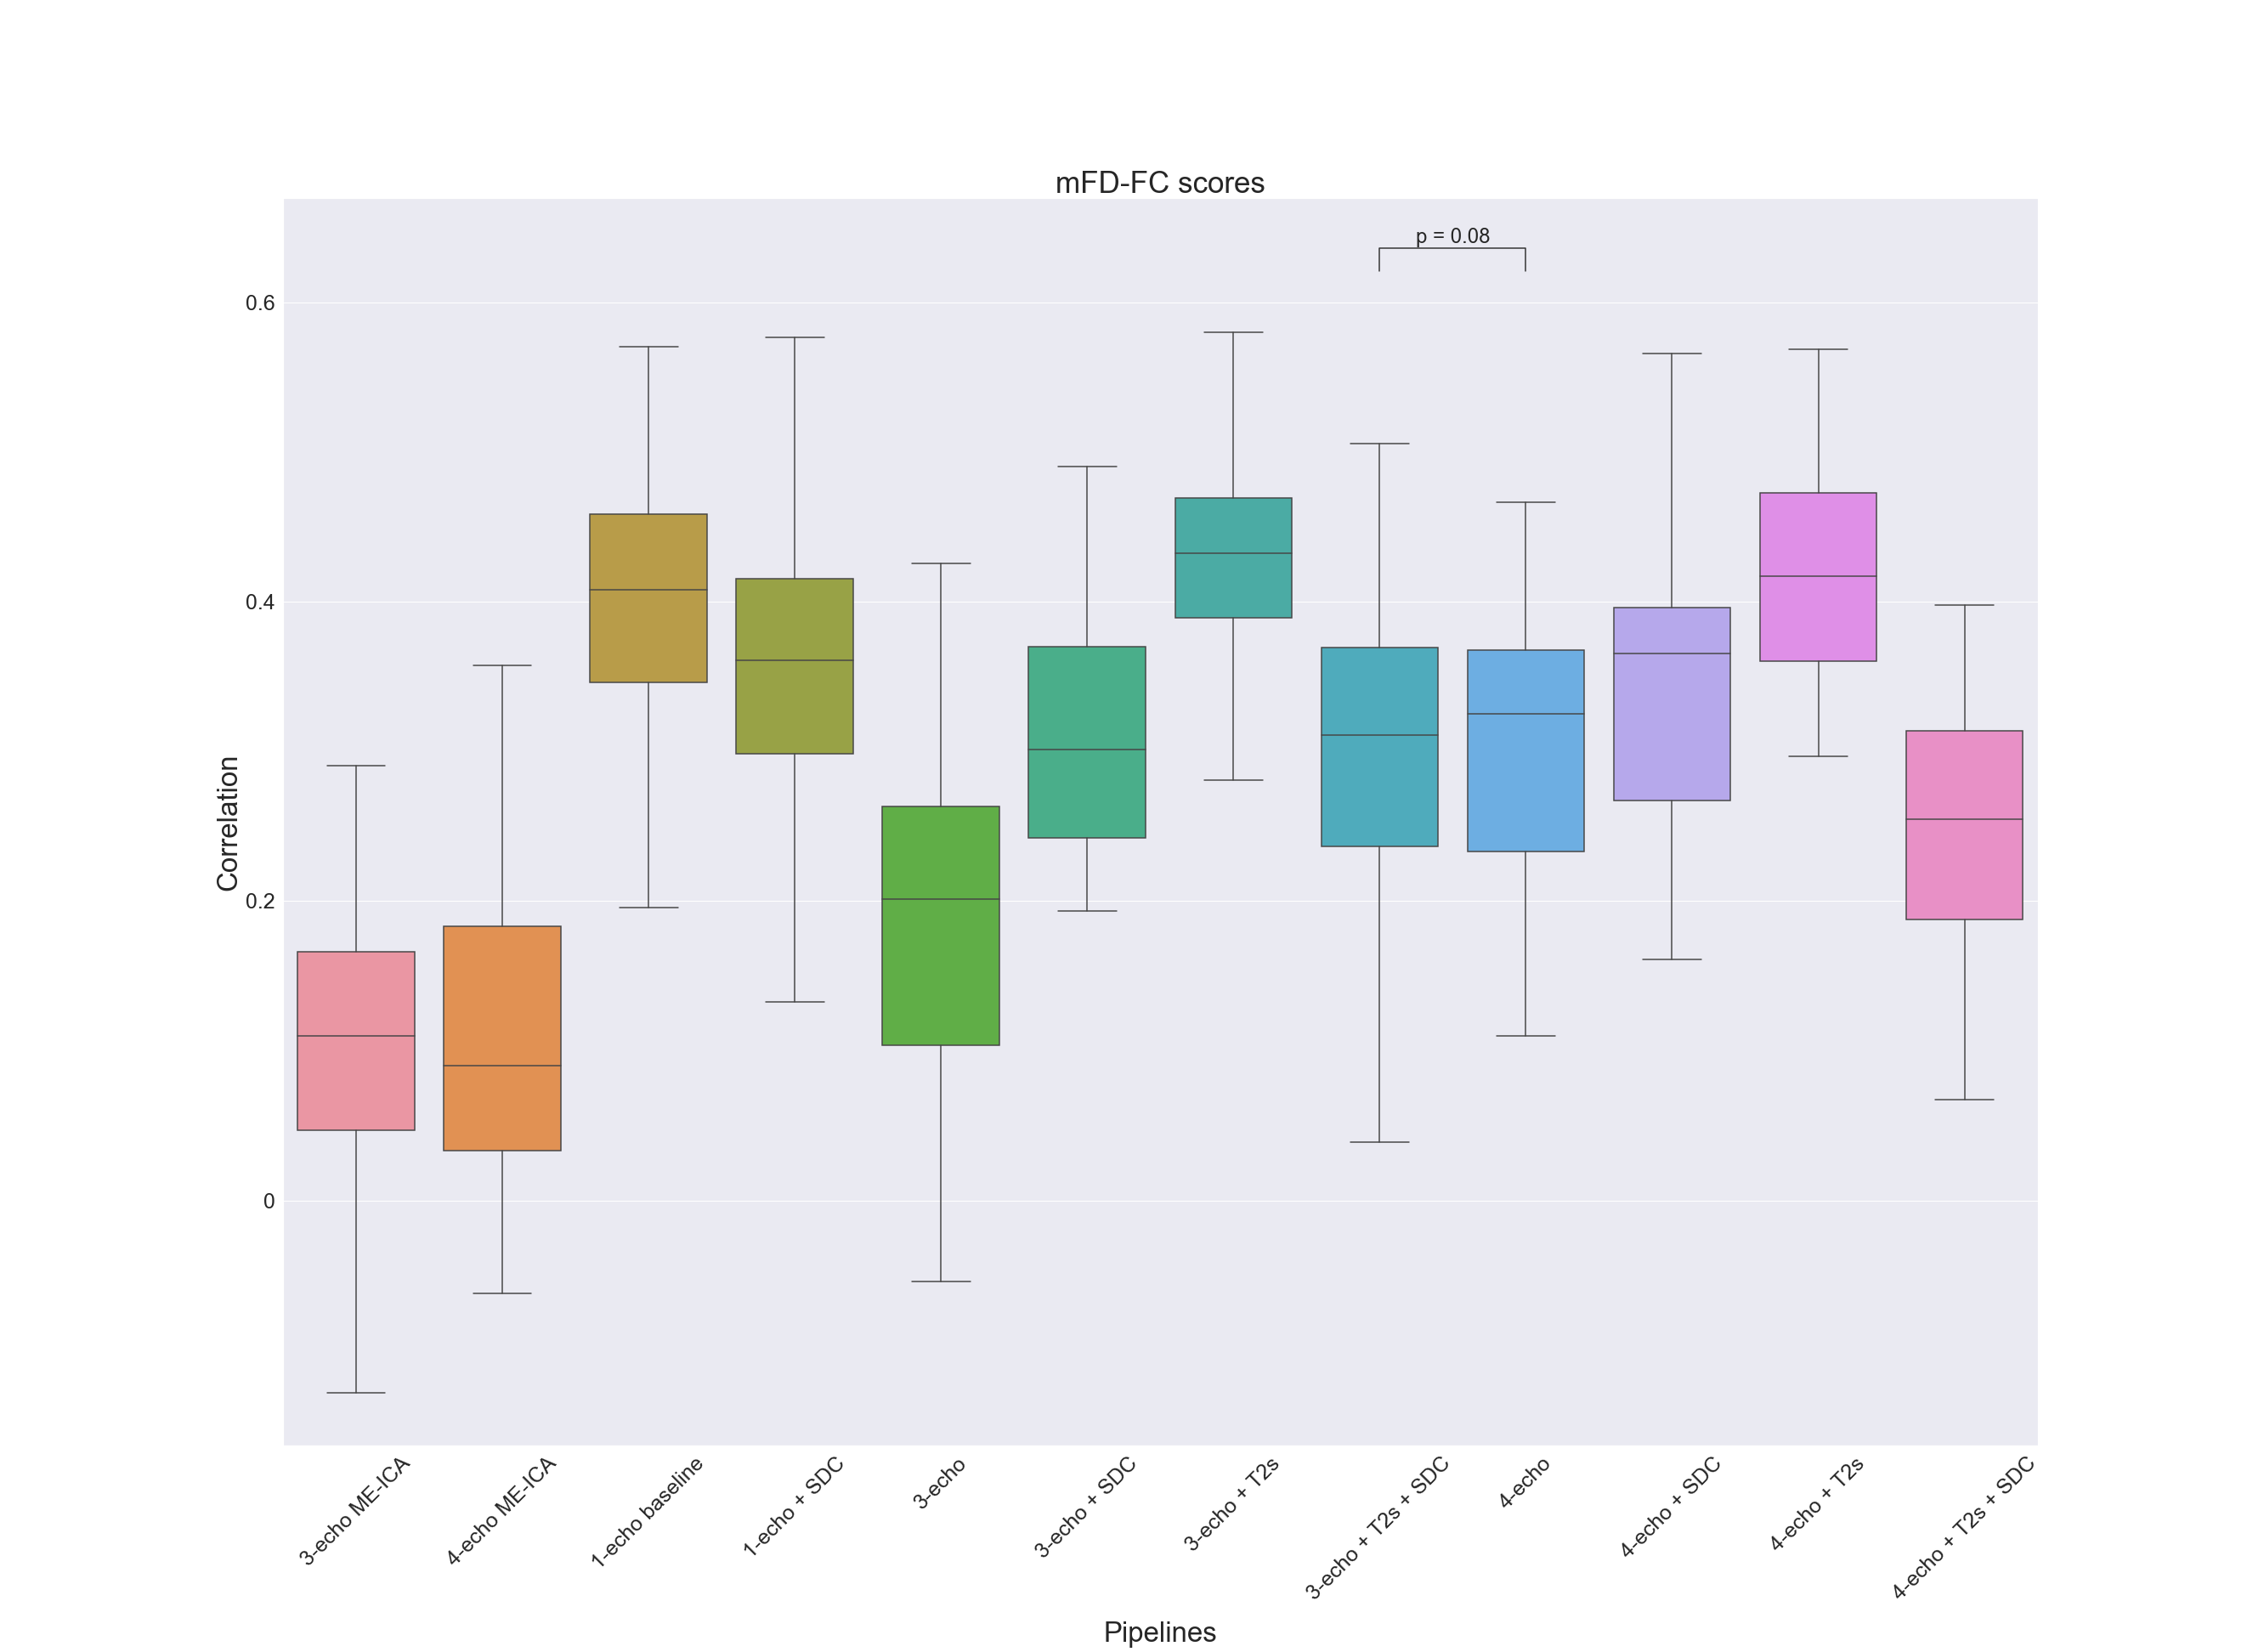 mFD-FC scores
p = 0.08
0.6
0.4
0.2
0
Correlation
3-echo ME-ICA
4-echo ME-ICA
1-echo baseline
1-echo + SDC
3-echo
3-echo + SDC
3-echo + T2s
3-echo + T2s + SDC
4-echo
4-echo + SDC
4-echo + T2s
4-echo + T2s + SDC
Pipelines